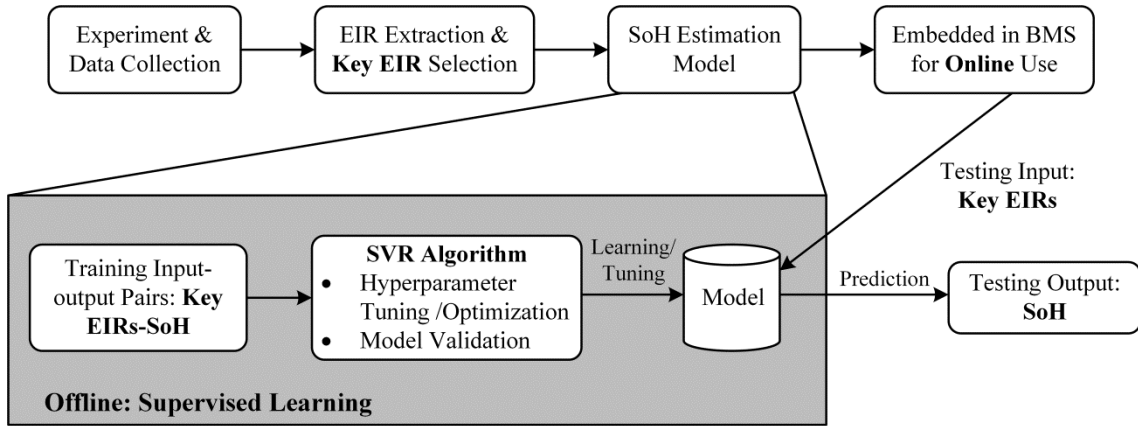 Experiment &
Data Collection
EIR Extraction &
Key EIR Selection
SoH Estimation
Model
Embedded in BMS
for Online Use
Testing Input:
Key EIRs
Training Input-
output Pairs: Key
EIRs-SoH
SVR Algorithm
• Hyperparameter
Tuning /Optimization
• Model Validation
Learning/
Tuning
Model
Prediction
Testing Output:
SoH
Offline: Supervised Learning